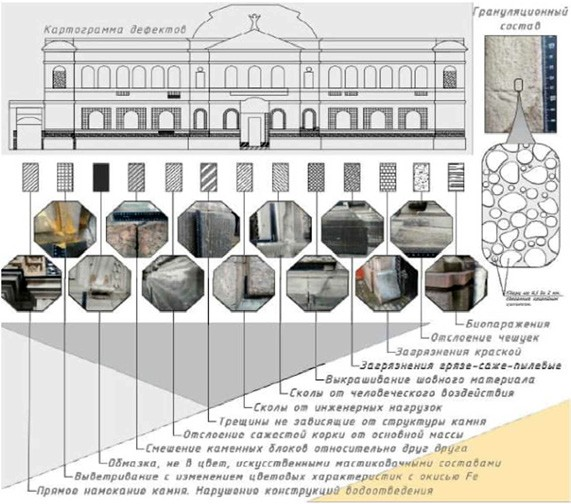 Картограмма дефектов
Грануляционный
состав
Биопаражения
Отслоение чешуек
Загрязнения краской
Загрязнения грязе-саже-пылевые
Выкрашивание шовного материала
Сколы от человеческого воздействия
Сколы от инженерных нагрузок
Трещины не зависящие от структуры камня
Отслоение сажестой корки от основной массы
Смешение каменных блоков относительно друг друга
Обмазка, не в цвет, искусственными мастиковочными составами
Выветривание с изменением цветовых характеристик с окисью Fe
Прямое намокание камня. Нарушение конструкций водоотведения